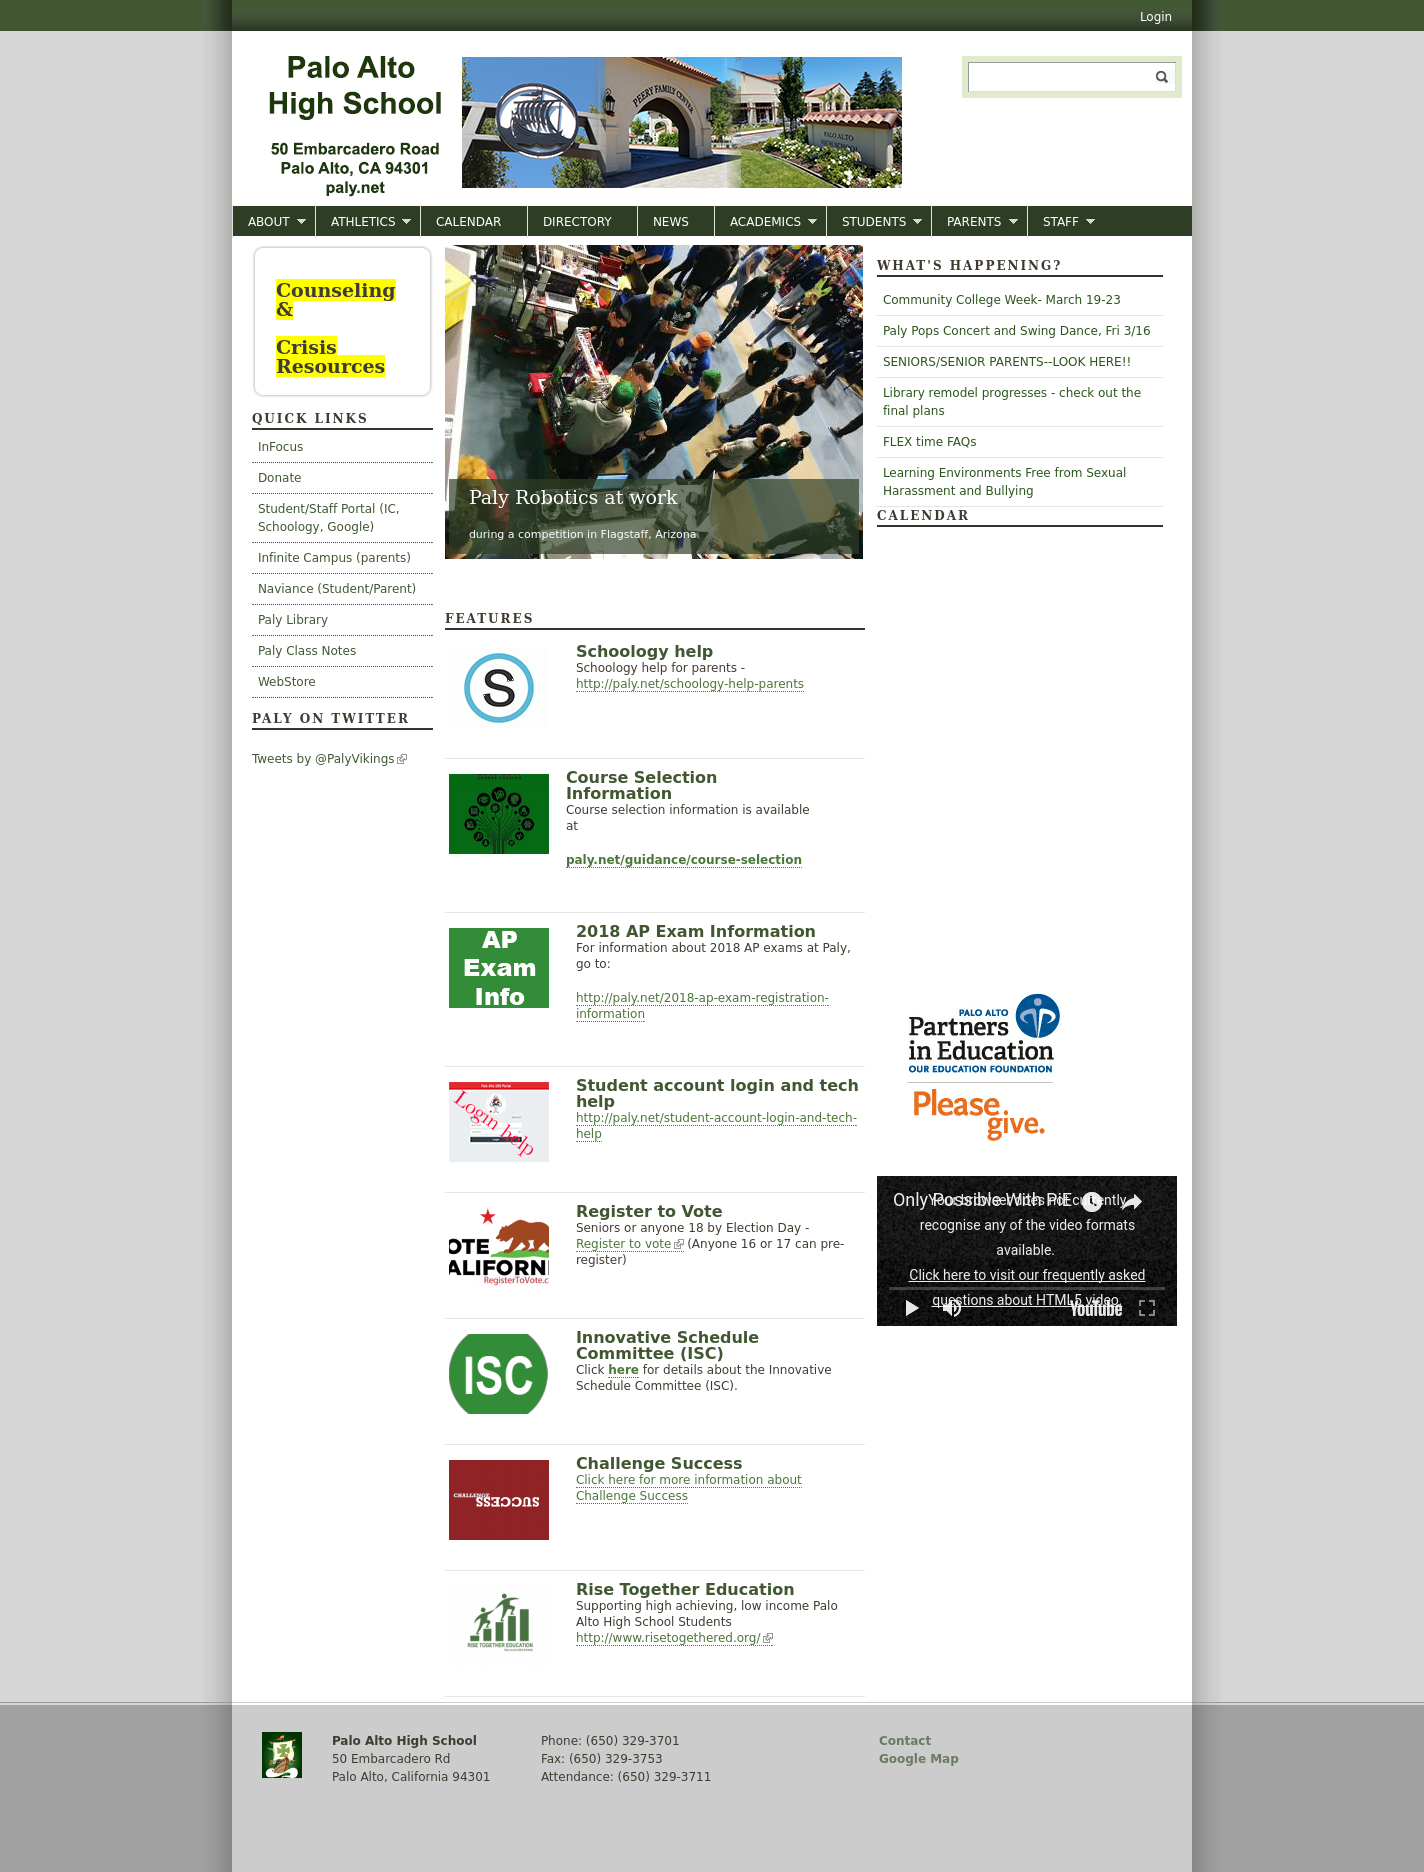 Login
Palo Alto
High School
50 Embarcadero Road
Palo Alto, CA 94301
paly.net
PEERY FAMILY CENTER
PALO ALTO
HIGH SCHOOL
ABOUT
ATHLETICS
CALENDAR
DIRECTORY
NEWS
ACADEMICS
STUDENTS
PARENTS
STAFF
Counseling
&
Crisis
Resources
QUICK LINKS
InFocus
Donate
Student/Staff Portal (IC,
Schoology, Google)
Infinite Campus (parents)
Naviance (Student/Parent)
Paly Library
Paly Class Notes
WebStore
PALY ON TWITTER
Tweets by @PalyVikings
Paly Robotics at work
during a competition in Flagstaff, Arizona
FEATURES
S
Schoology help
Schoology help for parents -
http://paly.net/schoology-help-parents
Course Selection
Information
Course selection information is available
at
paly.net/guidance/course-selection
AP
Exam
Info
2018 AP Exam Information
For information about 2018 AP exams at Paly,
go to:
http://paly.net/2018-ap-exam-registration-
information
Login help
Student account login and tech
help
http://paly.net/student-account-login-and-tech-
help
OTE
ALIFORNI
RegisterToVote.c
Register to Vote
Seniors or anyone 18 by Election Day -
Register to vote (Anyone 16 or 17 can pre-
register)
ISC
Innovative Schedule
Committee (ISC)
Click here for details about the Innovative
Schedule Committee (ISC).
CHALLENGE
SUCCESS
Challenge Success
Click here for more information about
Challenge Success
RISE TOGETHER EDUCATION
Rise Together Education
Supporting high achieving, low income Palo
Alto High School Students
http://www.risetogethered.org/
WHAT'S HAPPENING?
Community College Week- March 19-23
Paly Pops Concert and Swing Dance, Fri 3/16
SENIORS/SENIOR PARENTS--LOOK HERE!!
Library remodel progresses - check out the
final plans
FLEX time FAQs
Learning Environments Free from Sexual
Harassment and Bullying
CALENDAR
PALO ALTO
Partners
in Education
OUR EDUCATION FOUNDATION
Please
give.
Only Possible With PiE
Your browser does not currently
recognise any of the video formats
available.
Click here to visit our frequently asked
questions about HTML5 video.
YouTube
Palo Alto High School
50 Embarcadero Rd
Palo Alto, California 94301
Phone: (650) 329-3701
Fax: (650) 329-3753
Attendance: (650) 329-3711
Contact
Google Map